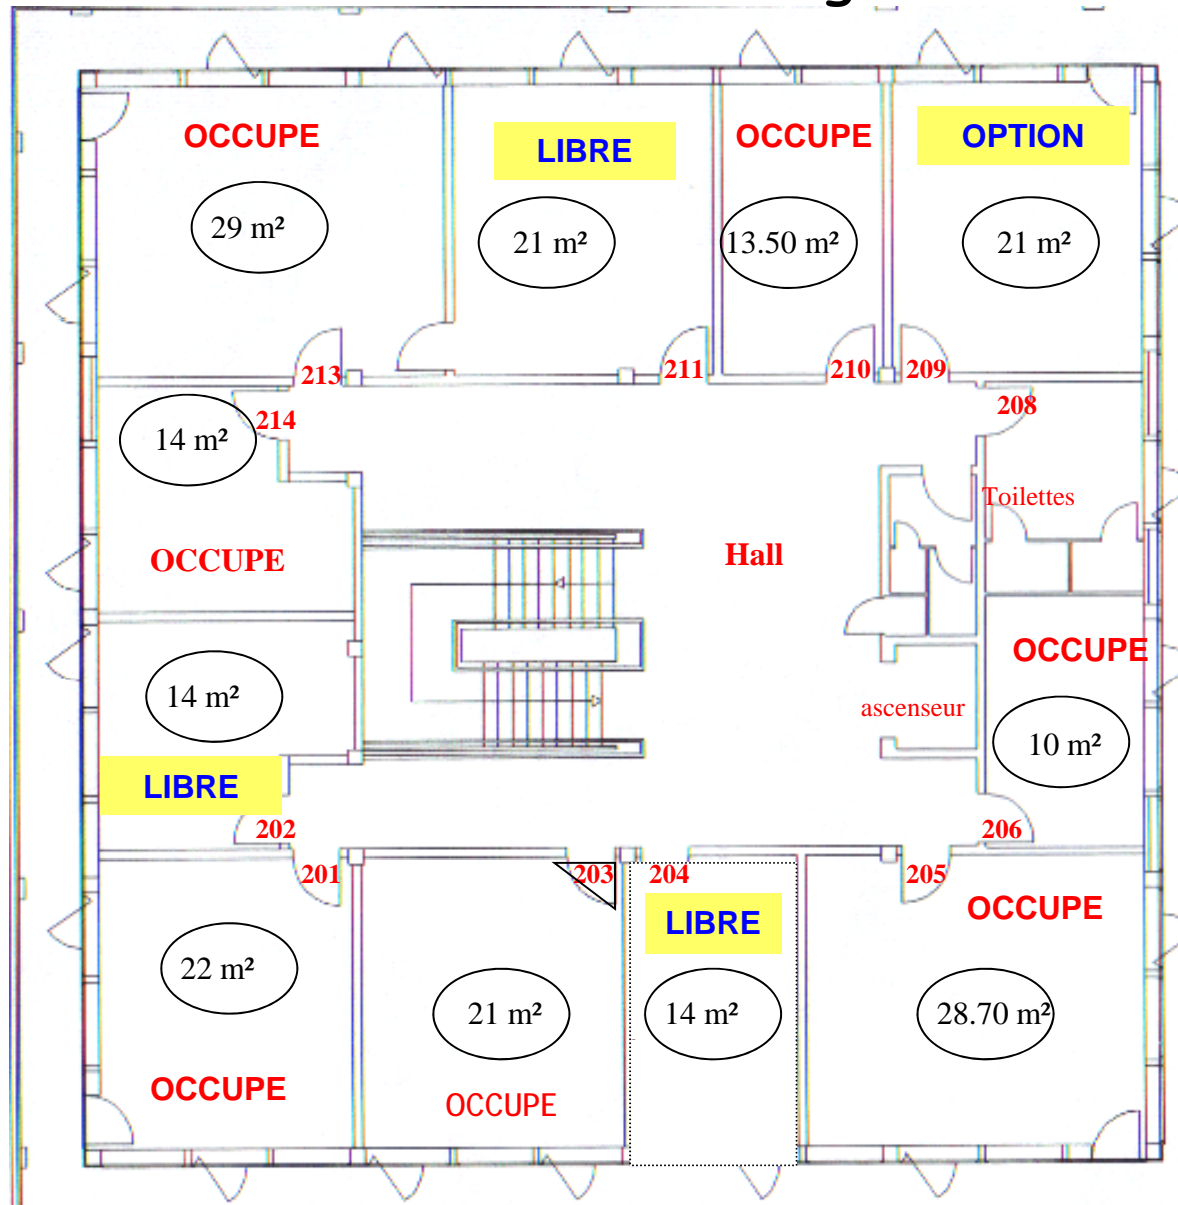 OCCUPE
LIBRE
OCCUPE
OPTION
29 m²
21 m²
13.50 m²
21 m²
213
211
210
209
214
208
14 m²
Toilettes
OCCUPE
Hall
OCCUPE
14 m²
ascenseur
10 m²
LIBRE
202
206
201
203
204
205
LIBRE
OCCUPE
22 m²
21 m²
14 m²
28.70 m²
OCCUPE
OCCUPE